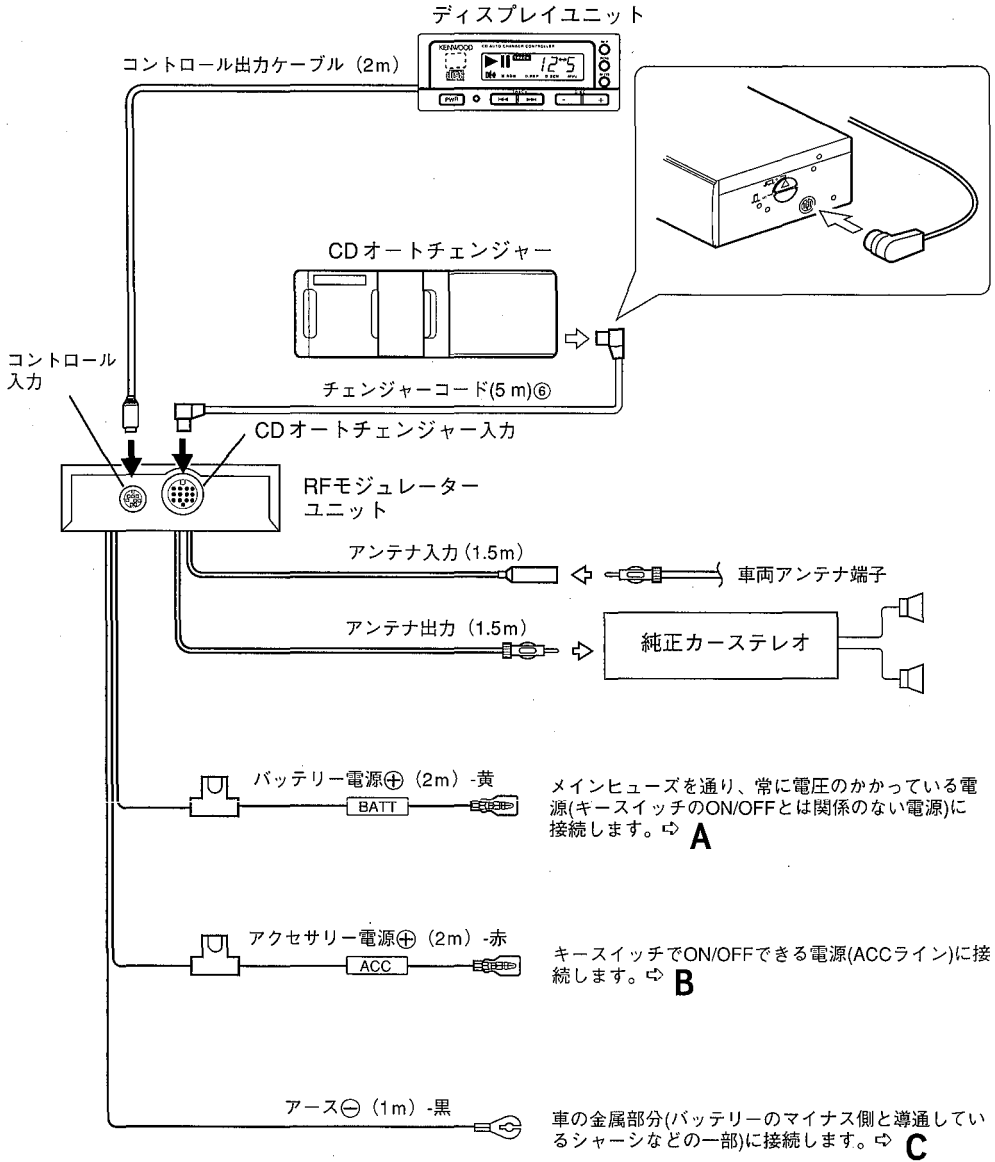 ディスプレイユニット
コントロール出力ケーブル (2m)
KENWOOD
CD AUTO CHANGER CONTROLLER
12 5
PWR
- +
CDオートチェンジャー
コントロール
入力
チェンジャーコード(5 m)⑥
CDオートチェンジャー入力
RFモジュレーター
ユニット
アンテナ入力 (1.5m)
車両アンテナ端子
アンテナ出力 (1.5m)
純正カーステレオ
バッテリー電源⊕ (2m) -黄
BATT
メインヒューズを通り、常に電圧のかかっている電
源(キースイッチのON/OFFとは関係のない電源)に
接続します。⇨ A
アクセサリー電源⊕ (2m) -赤
ACC
キースイッチでON/OFFできる電源(ACCライン)に接
続します。⇨ B
アース⊖ (1m) -黒
車の金属部分(バッテリーのマイナス側と導通してい
るシャーシなどの一部)に接続します。⇨ C